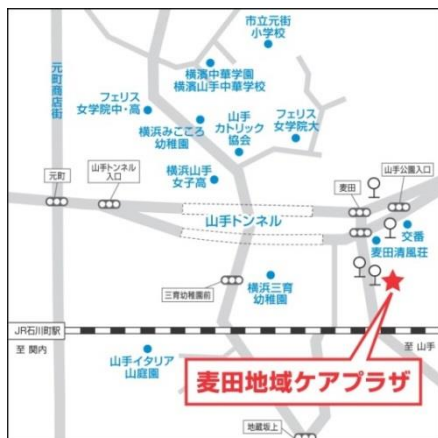 市立元街
小学校
横濱中華学園
横濱山手中華学校
フェリス
女学院中・高
横浜みこころ
幼稚園
山手
カトリック
協会
フェリス
女学院大
元町商店街
横浜山手
女子高
山手公園入口
麦田
元町
山手トンネル
入口
山手トンネル
交番
麦田清風荘
三育幼稚園前
横浜三育
幼稚園
JR石川町駅
至 関内
至 山手
山手イタリア
山庭園
麦田地域ケアプラザ
地蔵坂上